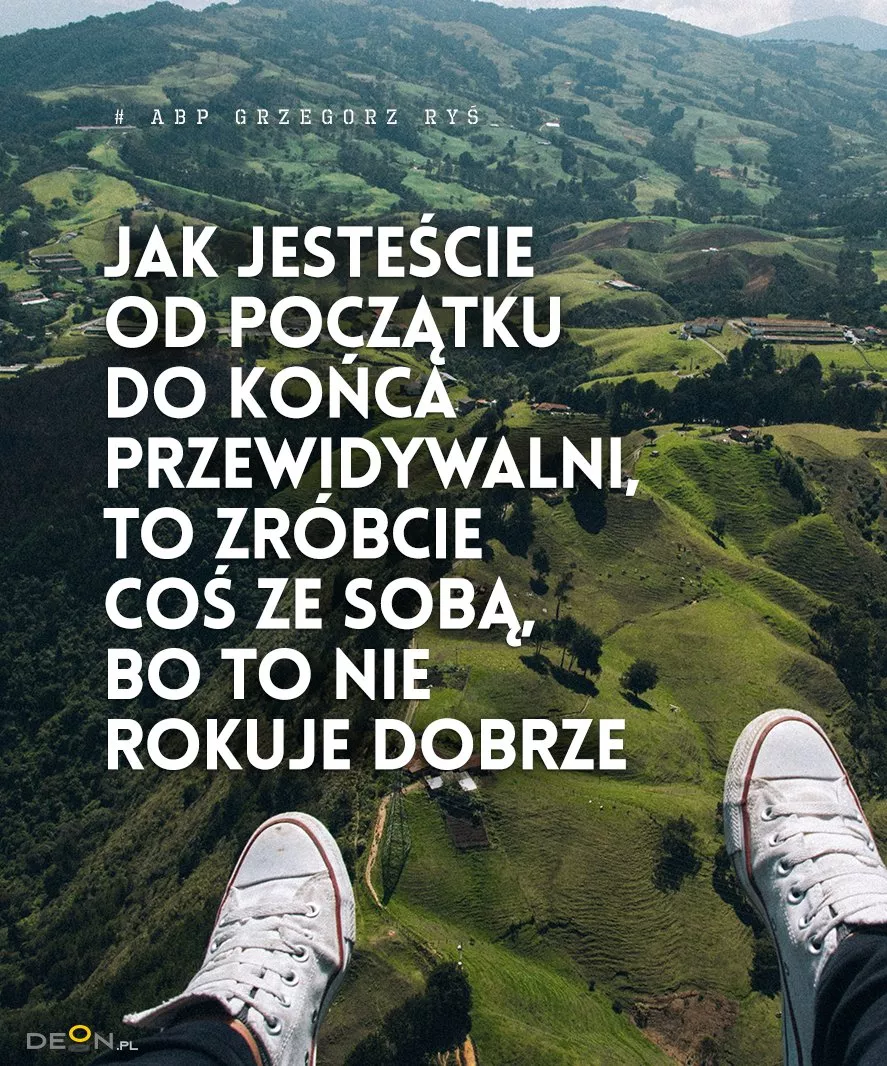 # ABP GRZEGORZ RYŚ_
JAK JESTEŚCIE
OD POCZĄTKU
DO KOŃCA
PRZEWIDYWALNI,
TO ZRÓBCIE
COŚ ZE SOBĄ,
BO TO NIE
ROKUJE DOBRZE
DEON.PL